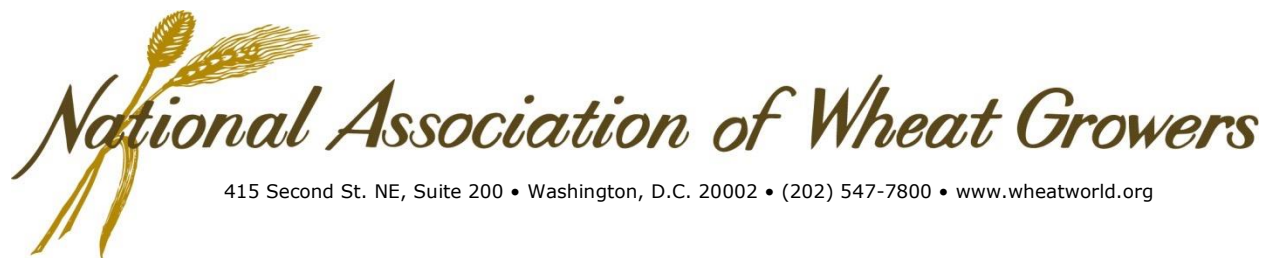 National Association of Wheat Growers
415 Second St. NE, Suite 200 • Washington, D.C. 20002 • (202) 547-7800 • www.wheatworld.org